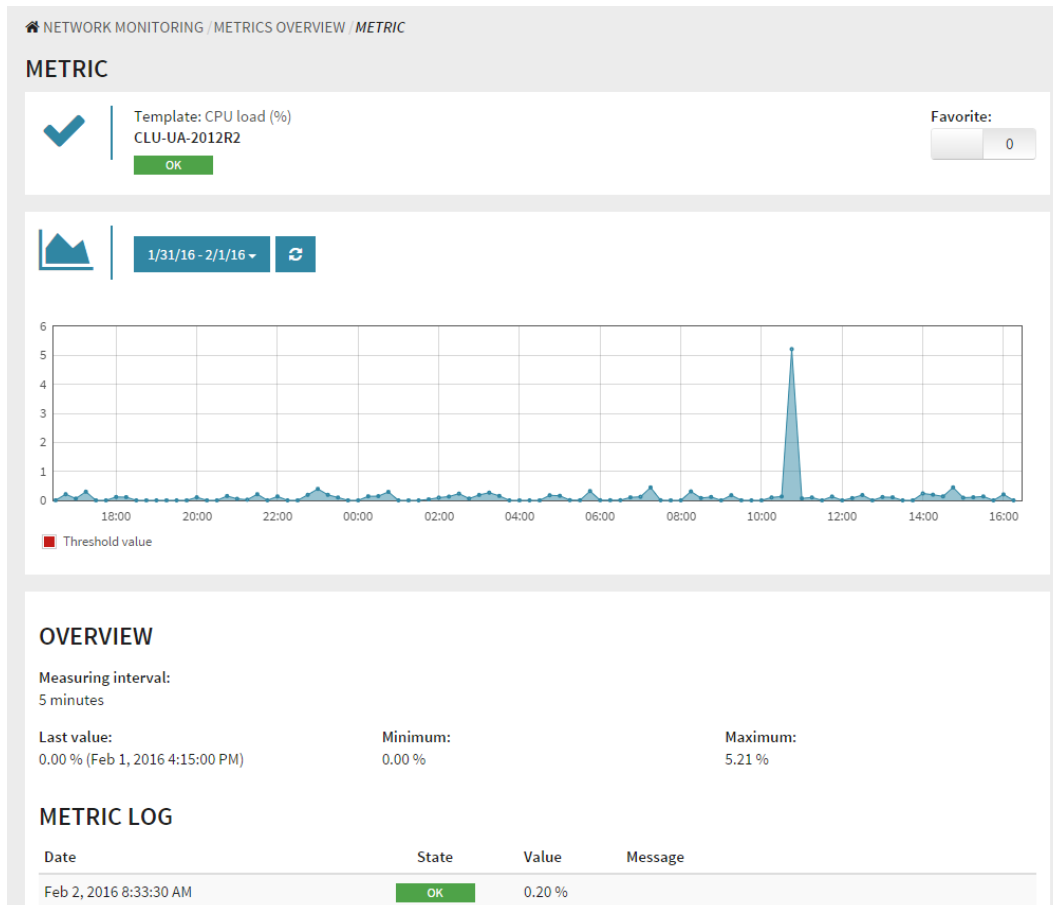 NETWORK MONITORING / METRICS OVERVIEW / METRIC
METRIC
Template: CPU load (%)
CLU-UA-2012R2
OK
Favorite:
0
1/31/16 - 2/1/16
6
5
4
3
2
1
0
18:00 20:00 22:00 00:00 02:00 04:00 06:00 08:00 10:00 12:00 14:00 16:00
Threshold value
OVERVIEW
Measuring interval:
5 minutes
Last value: Minimum: Maximum:
0.00 % (Feb 1, 2016 4:15:00 PM) 0.00 % 5.21 %
METRIC LOG
Date State Value Message
Feb 2, 2016 8:33:30 AM OK 0.20 %